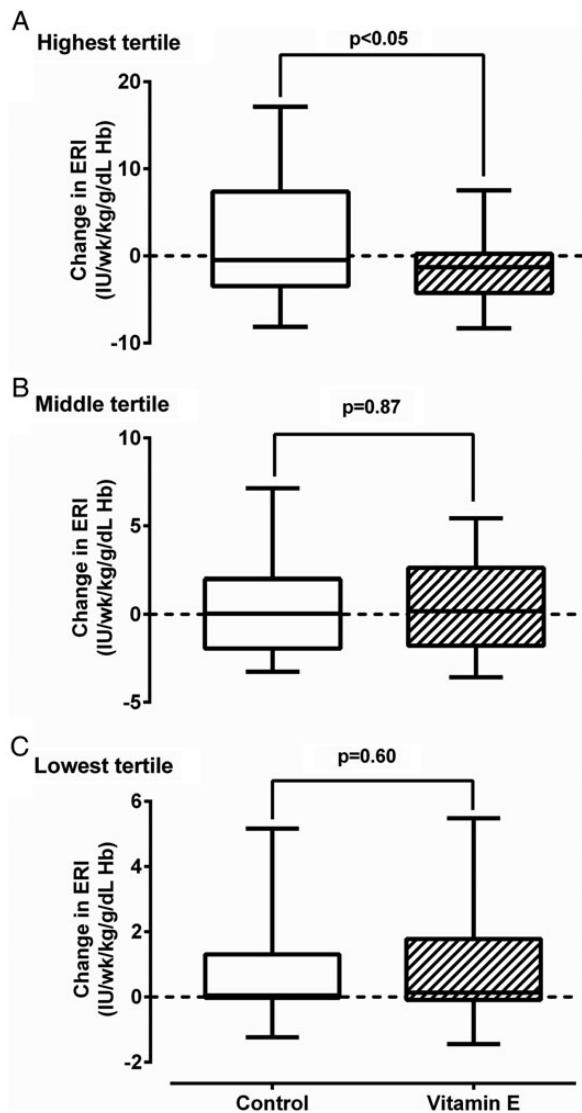 A
Highest tertile
p<0.05
Change in ERI
(IU/wk/kg/g/dL Hb)
20
10
0
-10
B
Middle tertile
p=0.87
Change in ERI
(IU/wk/kg/g/dL Hb)
10
5
0
-5
C
Lowest tertile
p=0.60
Change in ERI
(IU/wk/kg/g/dL Hb)
6
4
2
0
-2
Control Vitamin E